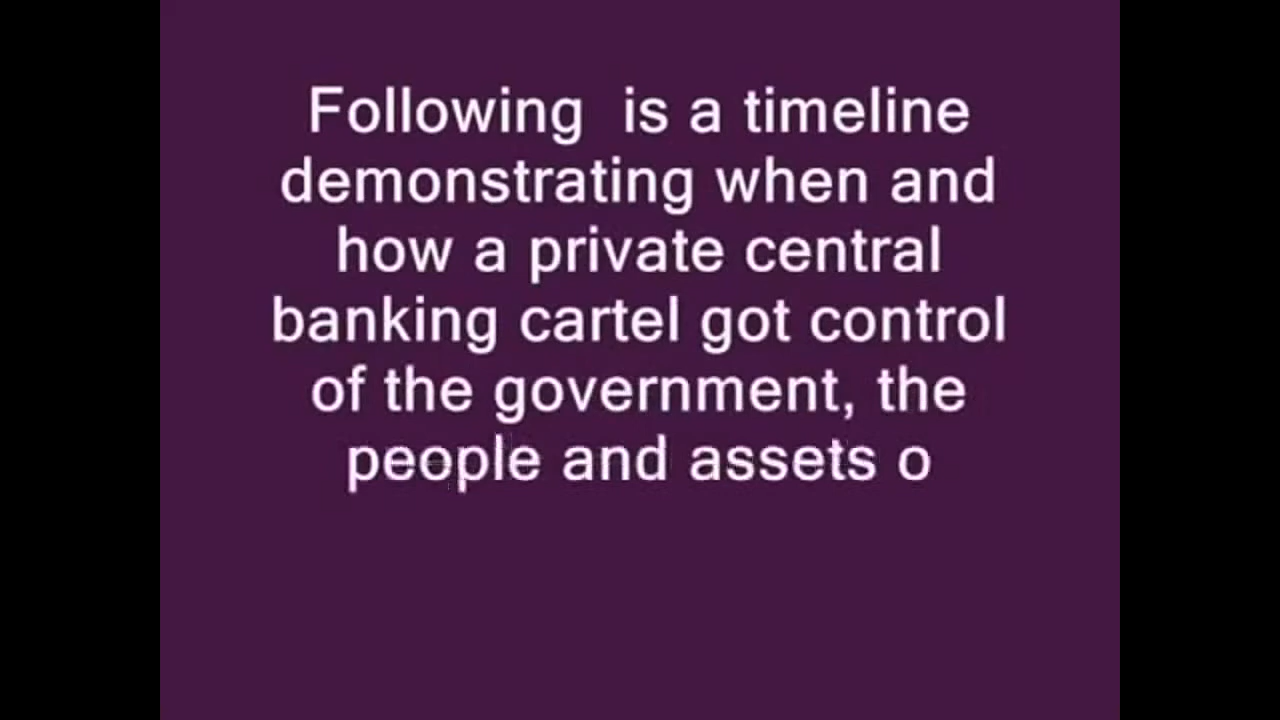 Following  is a timeline
demonstrating when and
how a private central
banking cartel got control
of the government, the
people and assets o